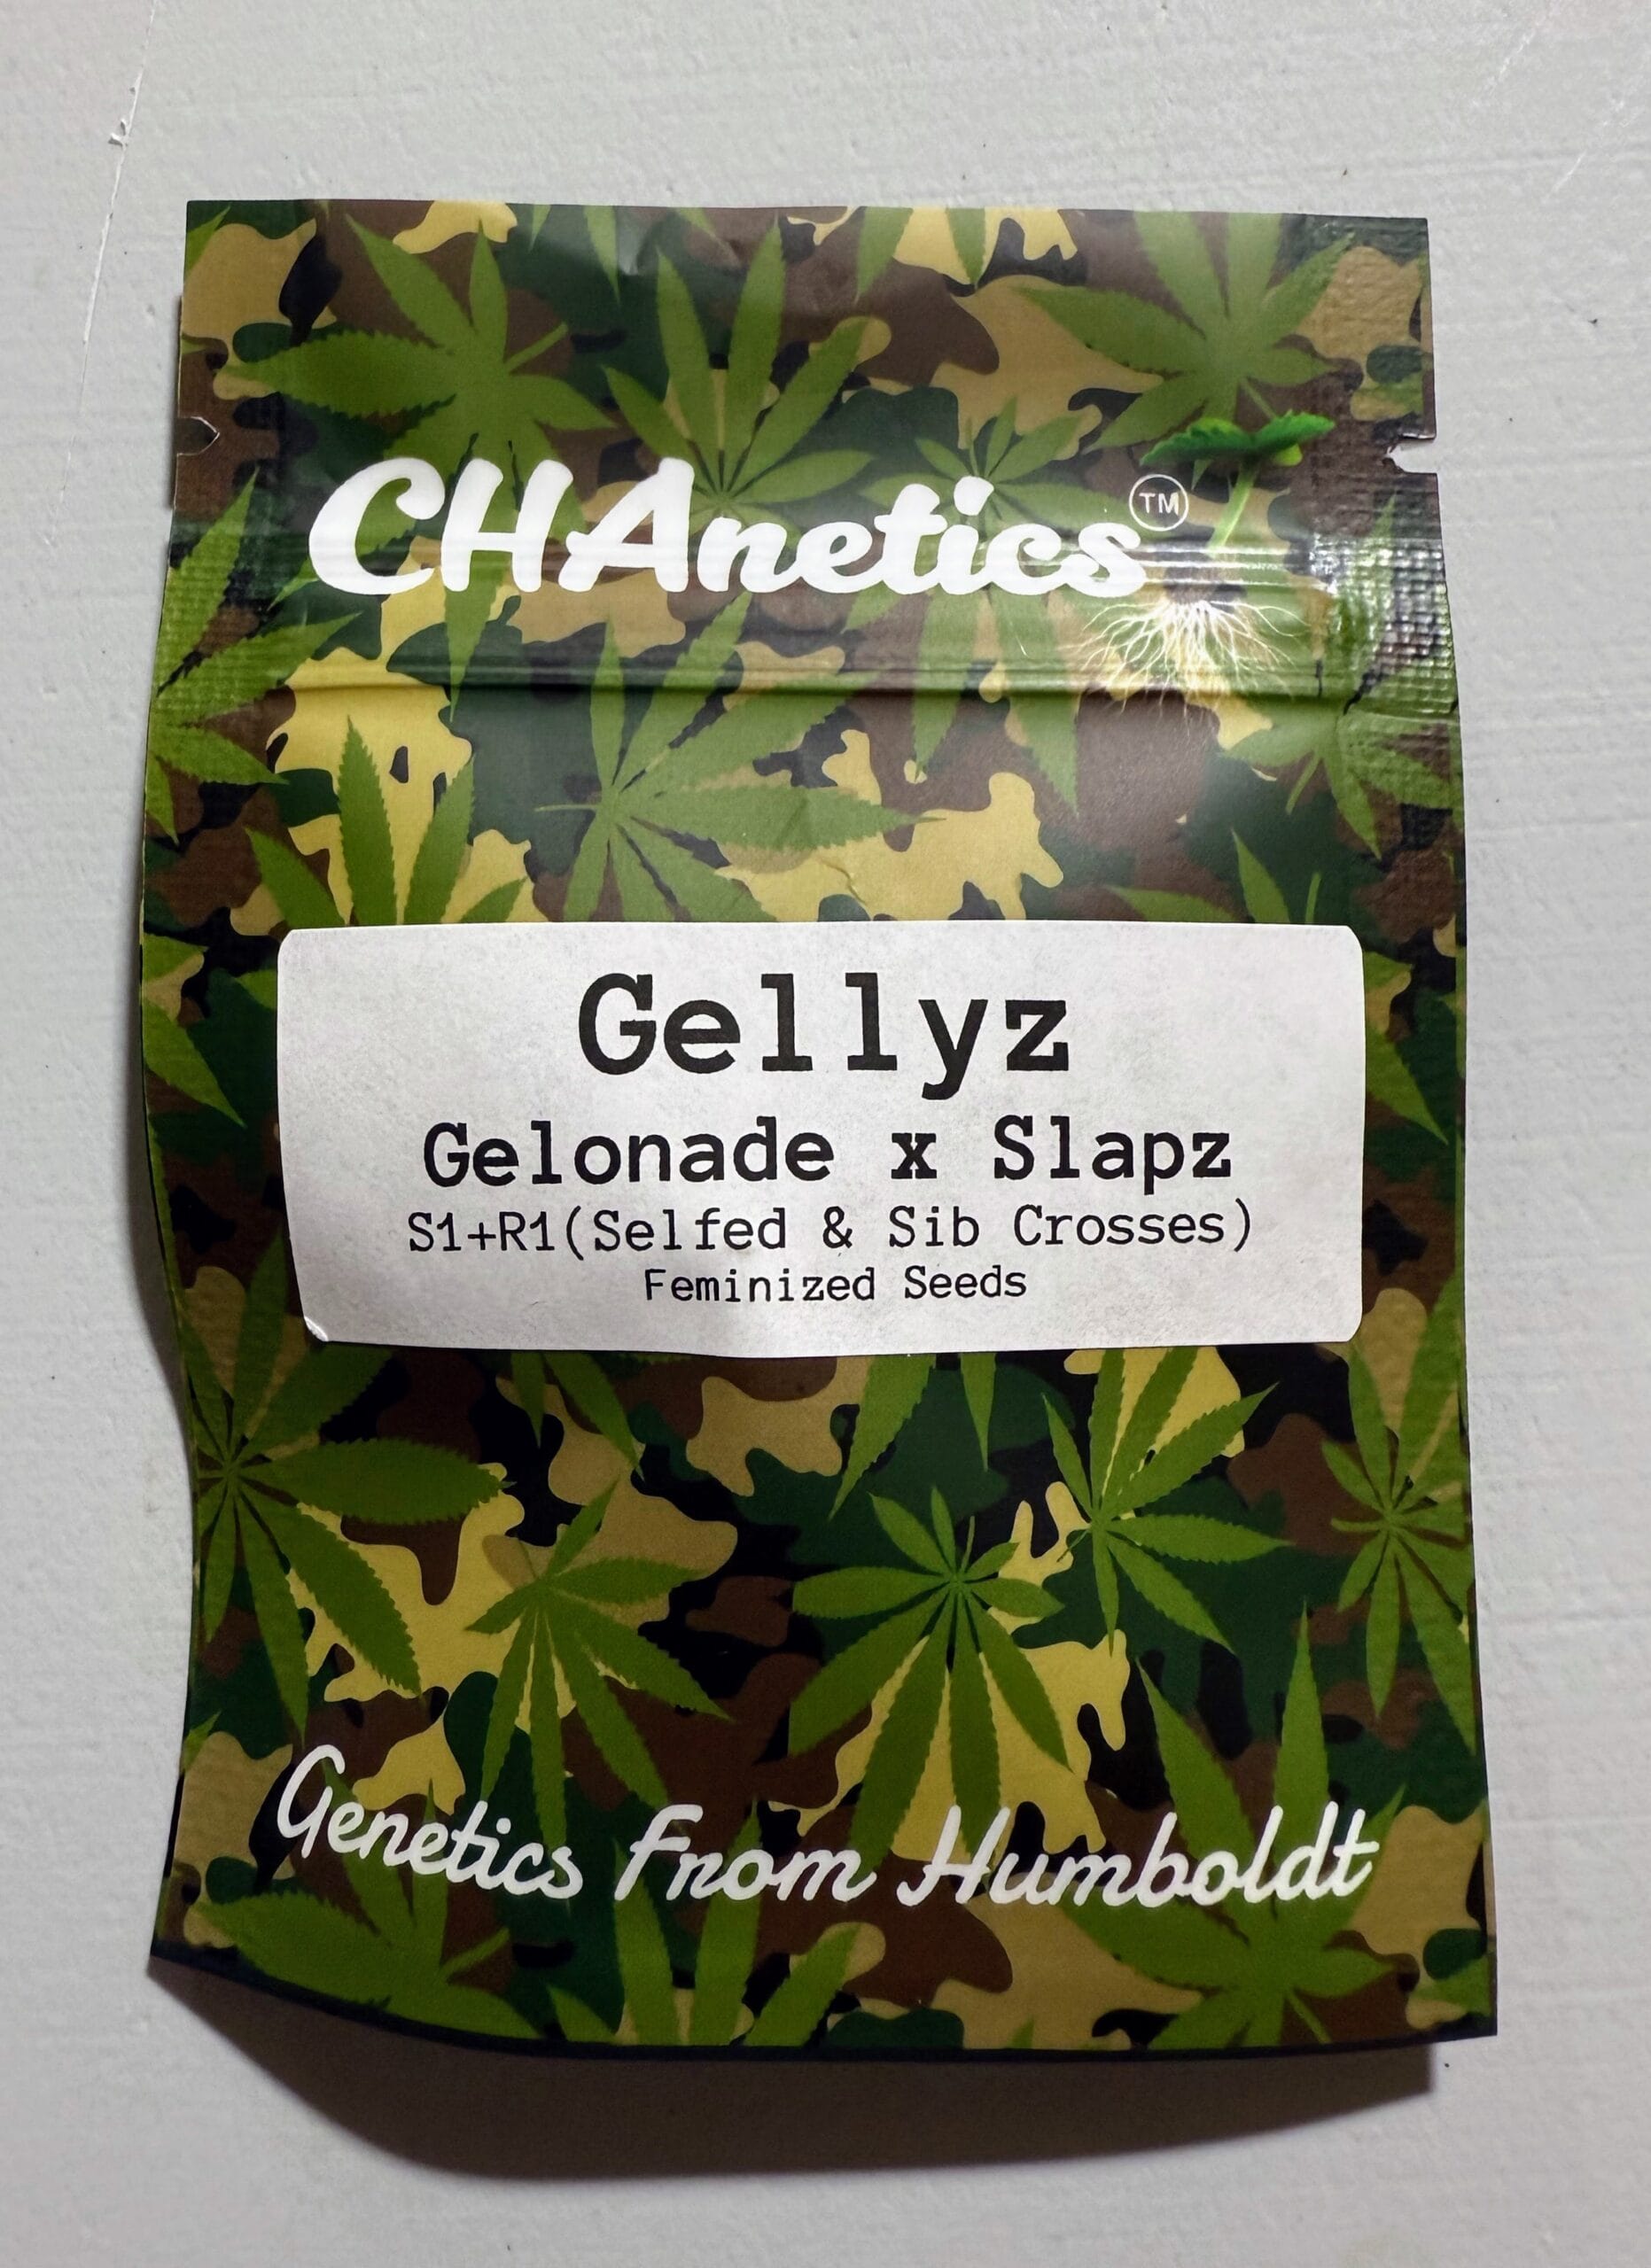 CHAnetics™
Gellyz
Gelonade x Slapz
S1+R1(Selfed & Sib Crosses)
Feminized Seeds
Genetics From Humboldt